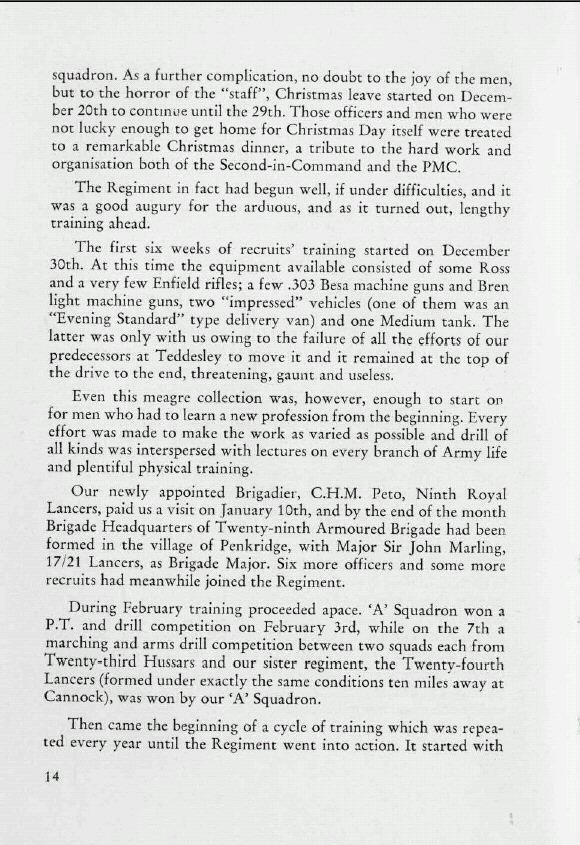 squadron. As a further complication, no doubt to the joy of the men,
but to the horror of the “staff”, Christmas leave started on Decem-
ber 20th to continue until the 29th. Those officers and men who were
not lucky enough to get home for Christmas Day itself were treated
to a remarkable Christmas dinner, a tribute to the hard work and
organisation both of the Second-in-Command and the PMC.
The Regiment in fact had begun well, if under difficulties, and it
was a good augury for the arduous, and as it turned out, lengthy
training ahead.
The first six weeks of recruits’ training started on December
30th. At this time the equipment available consisted of some Ross
and a very few Enfield rifles; a few .303 Besa machine guns and Bren
light machine guns, two “impressed” vehicles (one of them was an
“Evening Standard” type delivery van) and one Medium tank. The
latter was only with us owing to the failure of all the efforts of our
predecessors at Teddesley to move it and it remained at the top of
the drive to the end, threatening, gaunt and useless.
Even this meagre collection was, however, enough to start on
for men who had to learn a new profession from the beginning. Every
effort was made to make the work as varied as possible and drill of
all kinds was interspersed with lectures on every branch of Army life
and plentiful physical training.
Our newly appointed Brigadier, C.H.M. Peto, Ninth Royal
Lancers, paid us a visit on January 10th, and by the end of the month
Brigade Headquarters of Twenty-ninth Armoured Brigade had been
formed in the village of Penkridge, with Major Sir John Marling,
17/21 Lancers, as Brigade Major. Six more officers and some more
recruits had meanwhile joined the Regiment.
During February training proceeded apace. ‘A’ Squadron won a
P.T. and drill competition on February 3rd, while on the 7th a
marching and arms drill competition between two squads each from
Twenty-third Hussars and our sister regiment, the Twenty-fourth
Lancers (formed under exactly the same conditions ten miles away at
Cannock), was won by our ‘A’ Squadron.
Then came the beginning of a cycle of training which was repea-
ted every year until the Regiment went into action. It started with
14